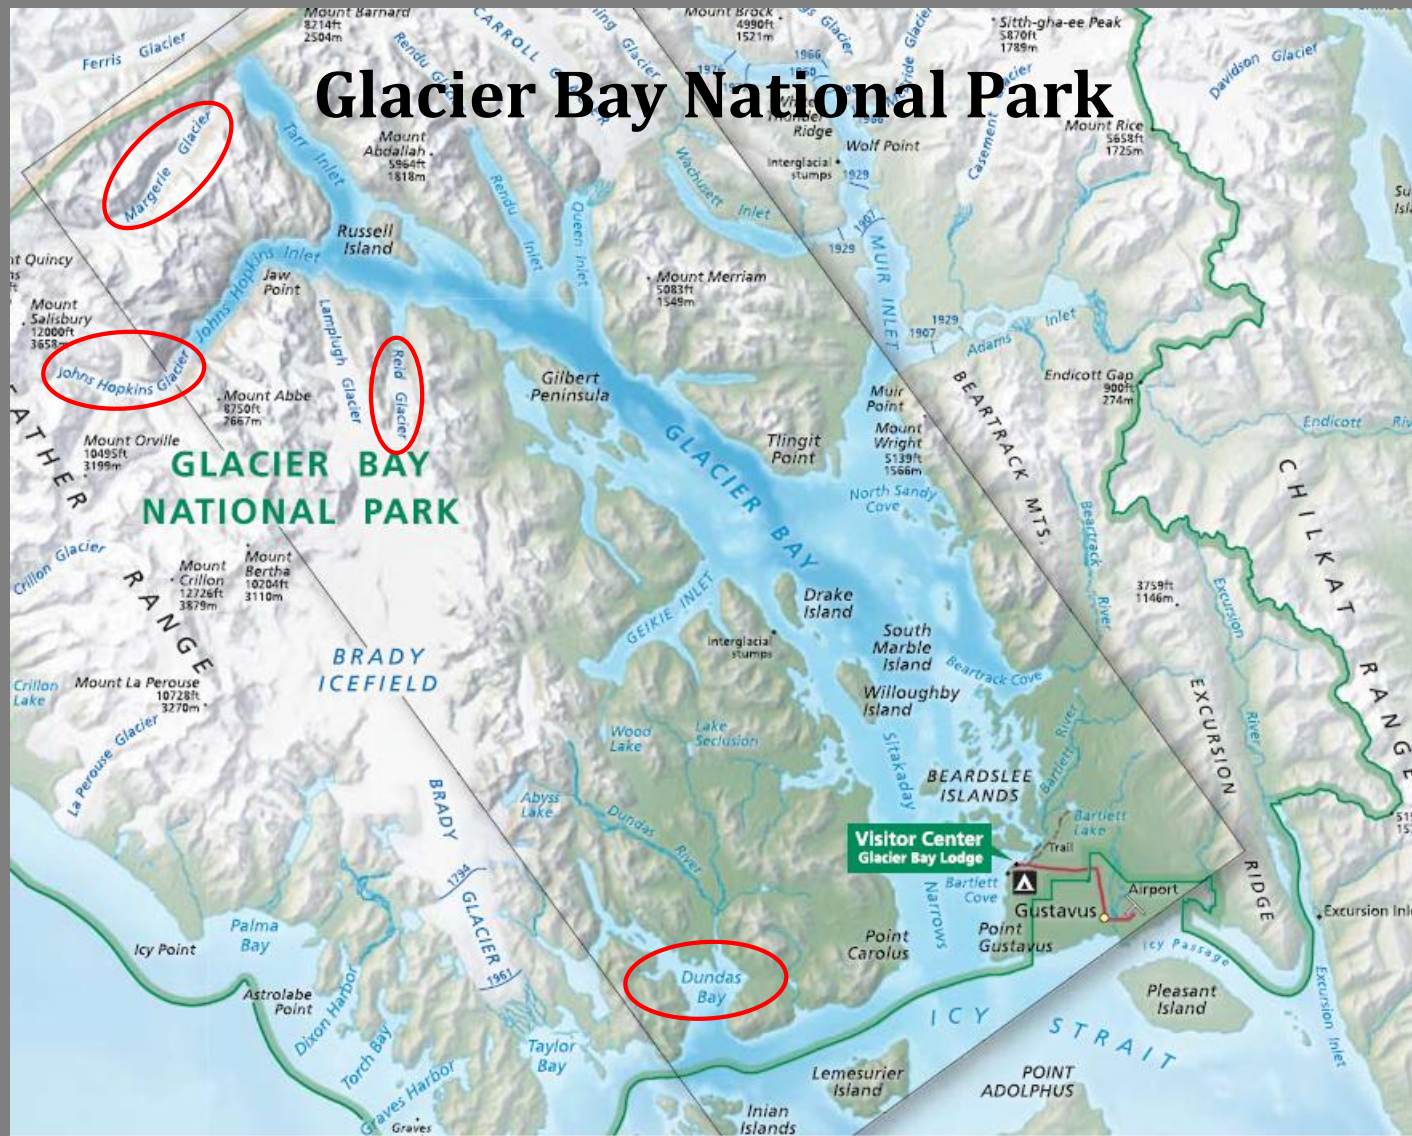 Glacier Bay National Park
Mount Barnard
8214ft
2504m
CARROLL
Mount Brock
4990ft
1521m
Sitth-gha-ee Peak
5870ft
1789m
Ferris Glacier
Rendu
Glacier
1966
1960
1976
Davidson Glacier
Ridge
Wolf Point
Casement
Mount Rice
5658ft
1725m
Interglacial
stumps
1929
Margerie Glacier
Tarr Inlet
Mount
Abdallah
5964ft
1818m
Rendu
Inlet
Queen Inlet
Wachusett Inlet
1907
1929
MUIR INLET
Russell
Island
Johns Hopkins Inlet
Jaw
Point
Mount Merriam
5083ft
1549m
Mount
Salisbury
12000ft
3658m
Lamplugh Glacier
Reid Glacier
Johns Hopkins Glacier
1929
1907
Adams Inlet
Mount Abbe
8750ft
2667m
Gilbert
Peninsula
Muir
Point
Endicott Gap
900ft
274m
Endicott
Mount Orville
10495ft
3199m
Mount
Wright
5139ft
1566m
Tlingit
Point
GLACIER BAY
NATIONAL PARK
GLACIER BAY
BEARTRACK MTS.
CHILKAT RANGE
North Sandy
Cove
Beartrack River
Crillon Glacier
Mount
Crillon
12726ft
3879m
Mount
Bertha
10204ft
3110m
RANGE
GEIKIE INLET
Drake
Island
3759ft
1146m
Excursion River
Interglacial
stumps
South
Marble
Island
Beartrack Cove
BRADY
ICEFIELD
Crillon
Lake
Mount La Perouse
10728ft
3270m
Willoughby
Island
EXCURSION RIDGE
La Perouse Glacier
Wood
Lake
Lake
Seclusion
Sitakaday Narrows
Bartlett River
BEARDSLEE
ISLANDS
BRADY GLACIER
Abyss
Lake
Dundas River
Bartlett
Lake
Visitor Center
Glacier Bay Lodge
Trail
1794
Bartlett
Cove
Airport
Gustavus
Point
Gustavus
Excursion
Palma
Bay
Icy Point
Point
Carolus
Icy Passage
1961
Dundas
Bay
Astrolabe
Point
Dixon Harbor
Pleasant
Island
Excursion Inlet
ICY STRAIT
Torch Bay
Taylor
Bay
Graves Harbor
Lemesurier
Island
POINT
ADOLPHUS
Inian
Islands
Graves